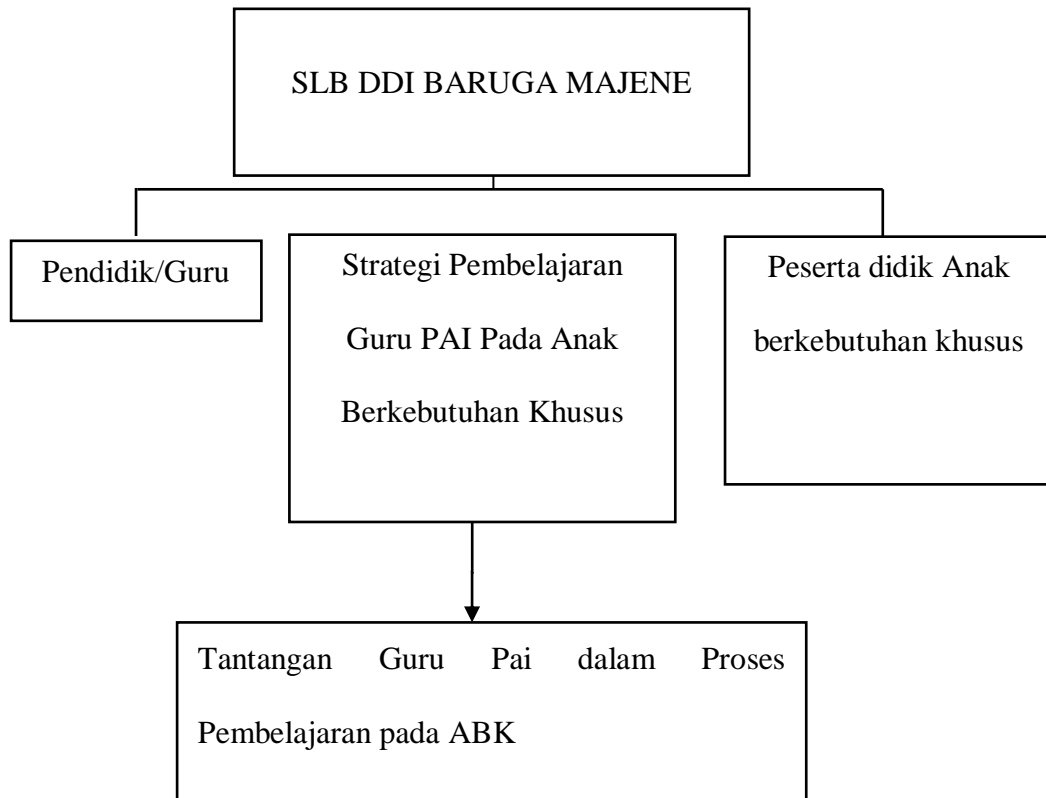 SLB DDI BARUGA MAJENE
Pendidik/Guru
Strategi Pembelajaran
Guru PAI Pada Anak
Berkebutuhan Khusus
Peserta didik Anak
berkebutuhan khusus
Tantangan Guru Pai dalam Proses
Pembelajaran pada ABK